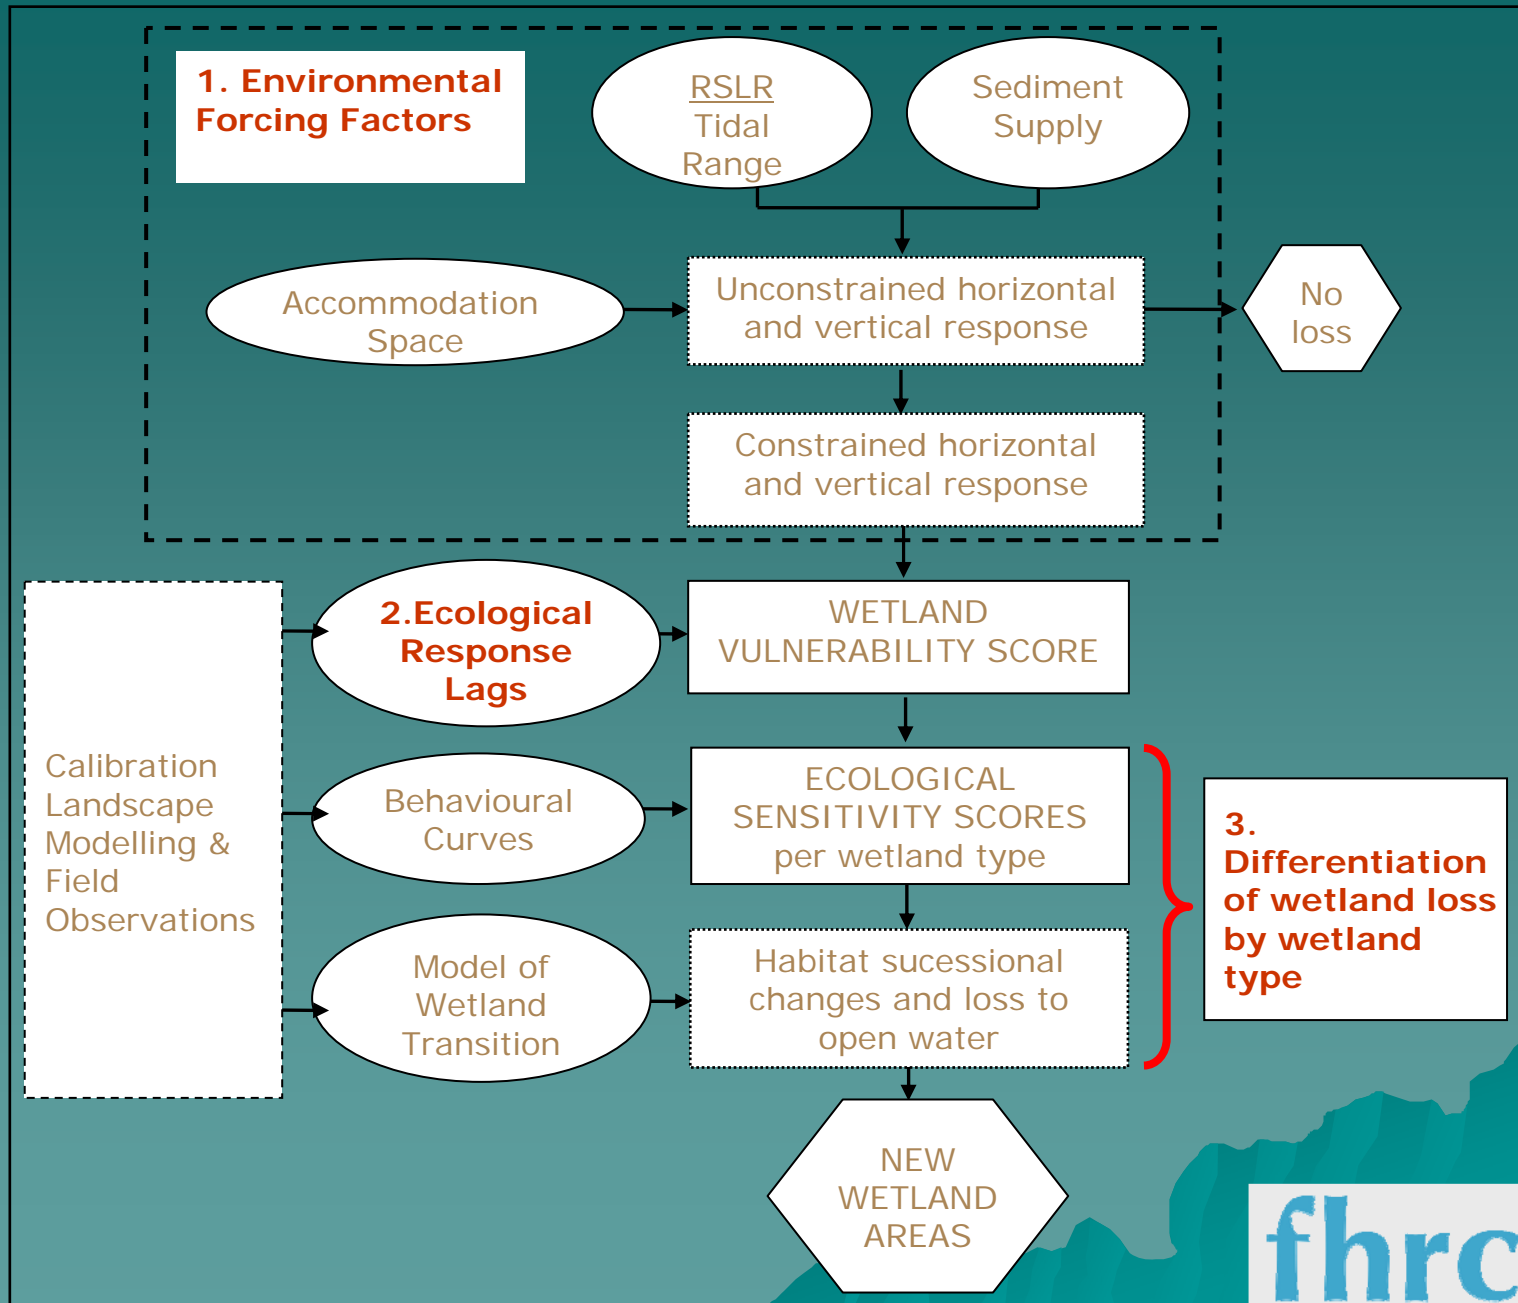 1. Environmental
Forcing Factors
RSLR
Tidal
Range
Sediment
Supply
Accommodation
Space
Unconstrained horizontal
and vertical response
No
loss
Constrained horizontal
and vertical response
2.Ecological
Response
Lags
WETLAND
VULNERABILITY SCORE
Calibration
Landscape
Modelling &
Field
Observations
Behavioural
Curves
ECOLOGICAL
SENSITIVITY SCORES
per wetland type
3.
Differentiation
of wetland loss
by wetland
type
Model of
Wetland
Transition
Habitat sucessional
changes and loss to
open water
NEW
WETLAND
AREAS
fhrc